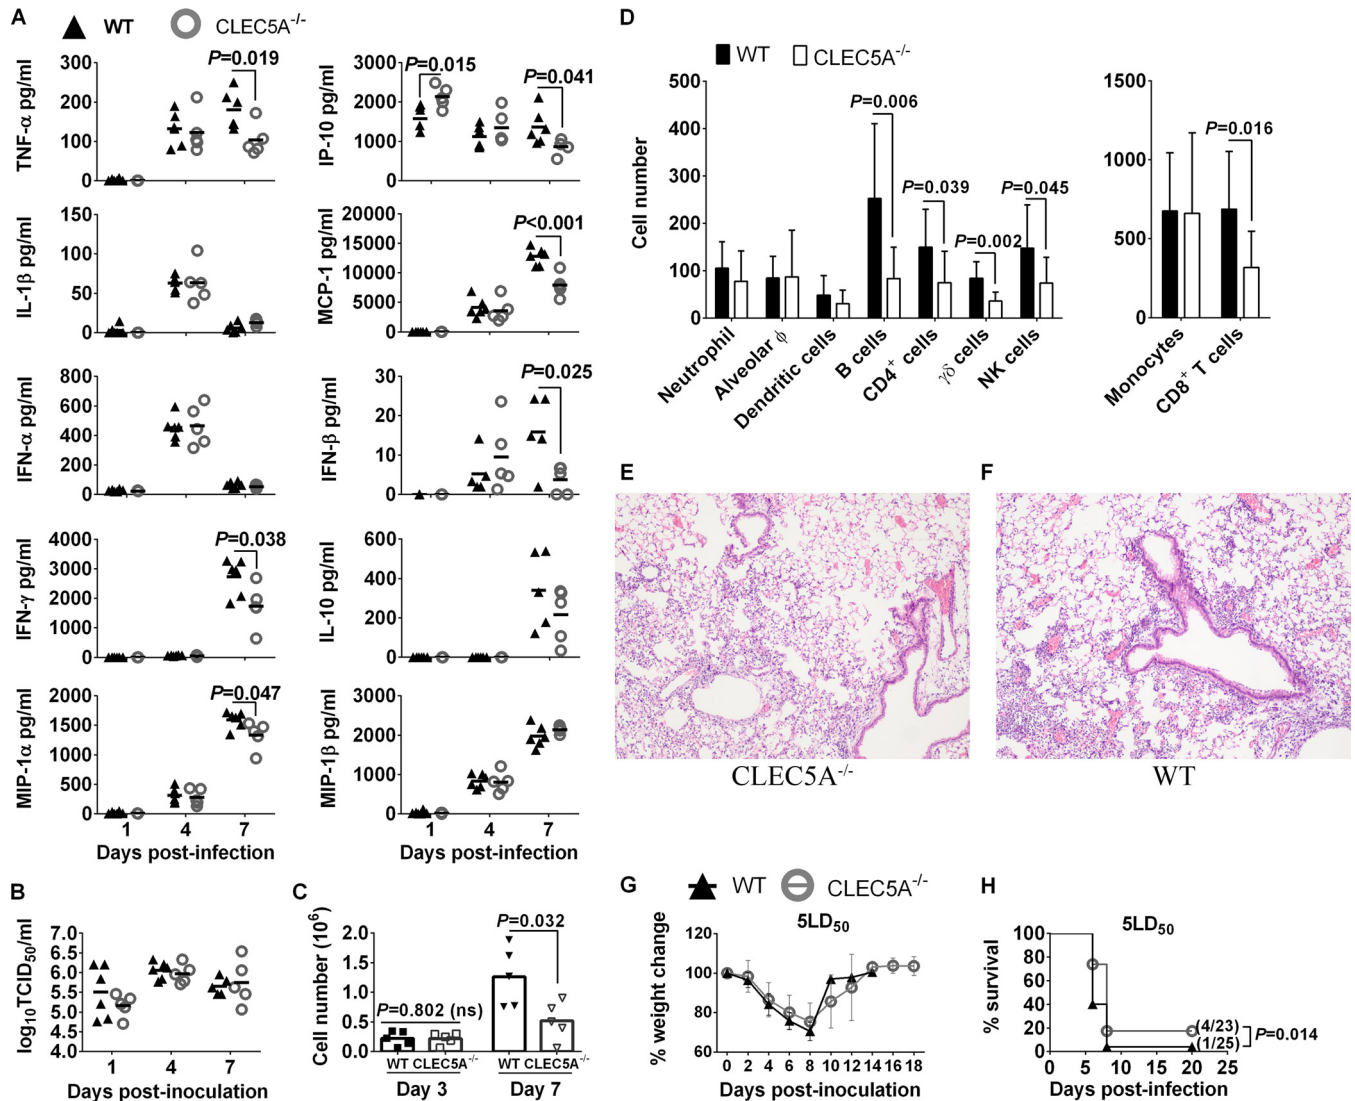 A
WT
CLEC5A-/-
TNF-α pg/ml
300
200
100
0
P=0.019
IP-10 pg/ml
3000
2000
1000
0
P=0.015
P=0.041
IL-1β pg/ml
150
100
50
0
MCP-1 pg/ml
20000
15000
10000
5000
0
P<0.001
IFN-α pg/ml
800
600
400
200
0
IFN-β pg/ml
30
20
10
0
P=0.025
IFN-γ pg/ml
4000
3000
2000
1000
0
P=0.038
IL-10 pg/ml
600
400
200
0
MIP-1α pg/ml
2000
1500
1000
500
0
P=0.047
1 4 7
Days post-infection
MIP-1β pg/ml
3000
2000
1000
0
1 4 7
Days post-infection
B
log10TCID50/ml
7.0
6.5
6.0
5.5
5.0
4.5
4.0
1 4 7
Days post-inoculation
C
Cell number (10^6)
2.0
1.5
1.0
0.5
0.0
P=0.802 (ns)
P=0.032
WT CLEC5A-/- WT CLEC5A-/-
Day 3 Day 7
D
WT CLEC5A-/-
Cell number
500
400
300
200
100
0
P=0.006
P=0.039
P=0.002
P=0.045
Neutrophil
Alveolar ϕ
Dendritic cells
B cells
CD4+ cells
γδ cells
NK cells
1500
1000
500
0
P=0.016
Monocytes
CD8+ T cells
E
CLEC5A-/-
F
WT
G
WT CLEC5A-/-
5LD50
% weight change
120
100
80
60
0 2 4 6 8 10 12 14 16 18
Days post-inoculation
H
5LD50
% survival
100
80
60
40
20
0
(4/23)
(1/25)
P=0.014
0 5 10 15 20 25
Days post-infection